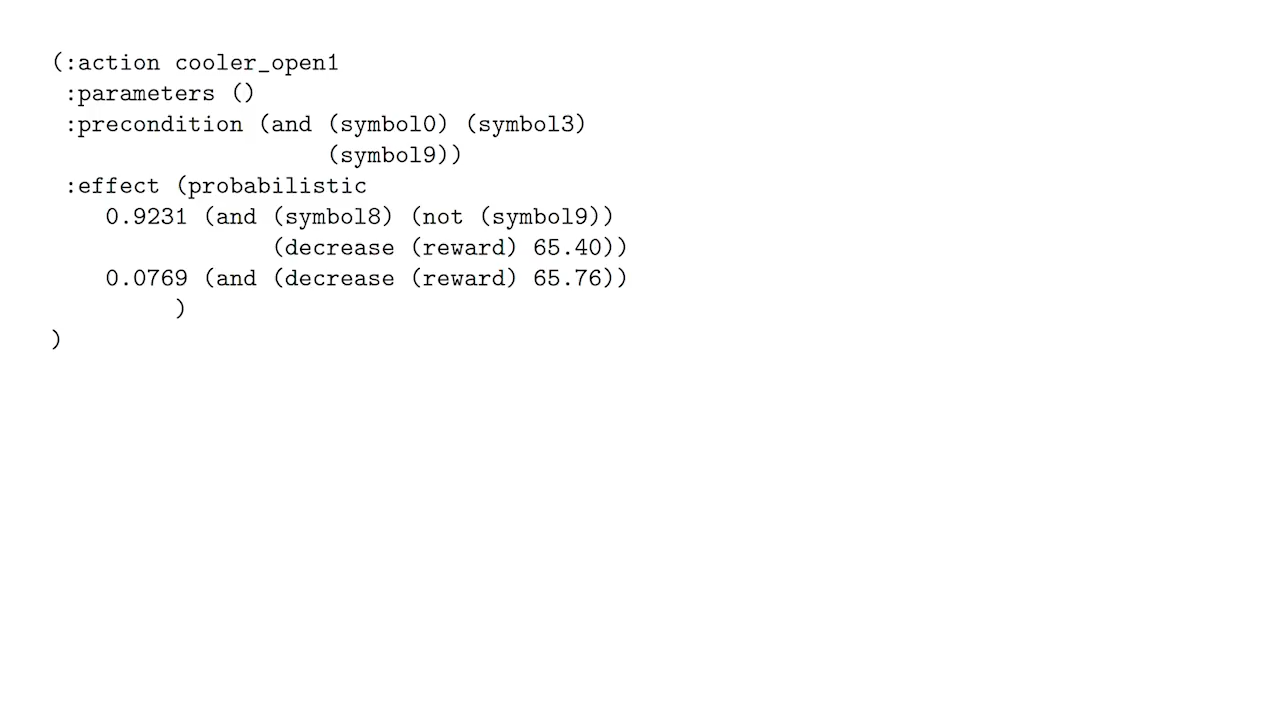 (:action cooler_open1
 :parameters ()
 :precondition (and (symbol0) (symbol3)
                    (symbol9))
 :effect (probabilistic
    0.9231 (and (symbol8) (not (symbol9))
                (decrease (reward) 65.40))
    0.0769 (and (decrease (reward) 65.76))
         )
)